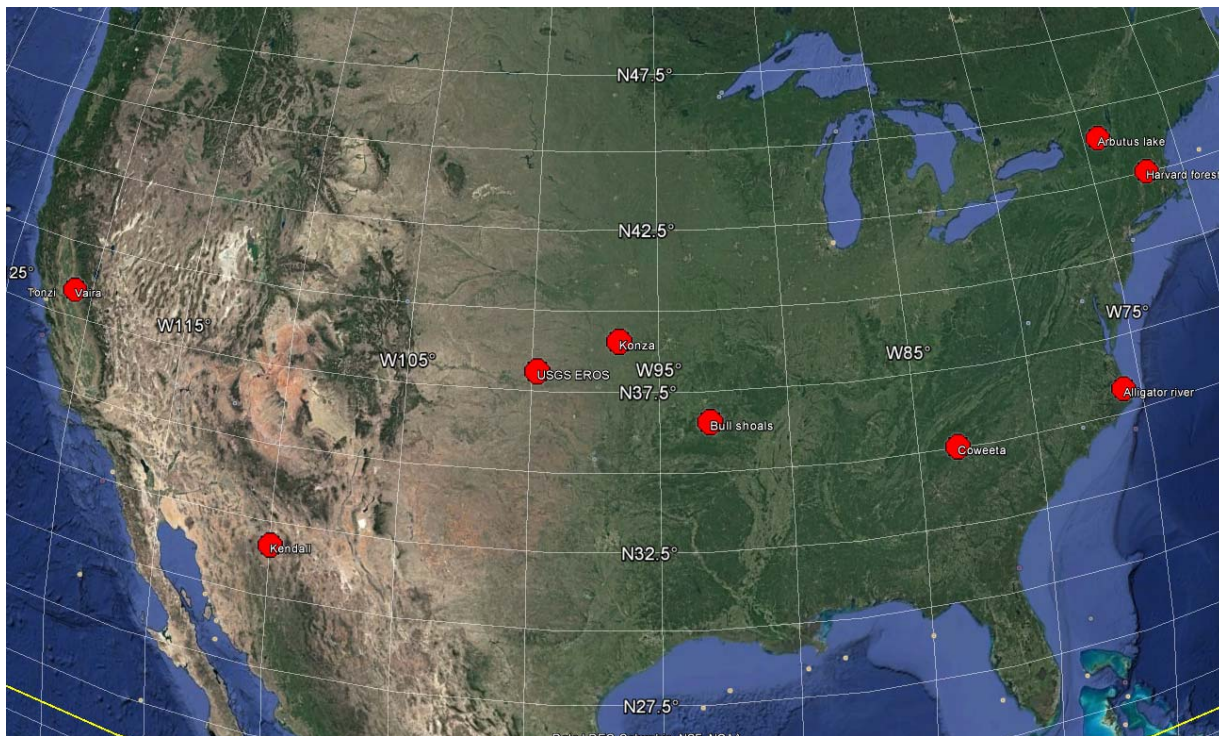 N47.5°
Arbutus lake
Harvard forest
N42.5°
25°
Tonzi
Vaira
W115°
W75°
Konza
W105°
W85°
W95°
USGS EROS
N37.5°
Alligator river
Bull shoals
Coweeta
Kendall
N32.5°
N27.5°